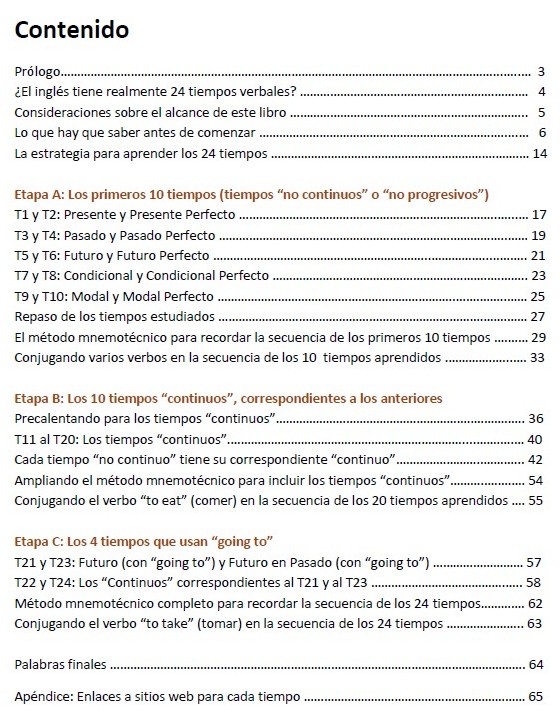 Contenido
Prólogo........................................................................................................................ 3
¿El inglés tiene realmente 24 tiempos verbales? .......................................................... 4
Consideraciones sobre el alcance de este libro ............................................................. 5
Lo que hay que saber antes de comenzar .................................................................... 6
La estrategia para aprender los 24 tiempos .................................................................. 14
Etapa A: Los primeros 10 tiempos (tiempos “no continuos” o “no progresivos”)
T1 y T2: Presente y Presente Perfecto .......................................................................... 17
T3 y T4: Pasado y Pasado Perfecto ............................................................................... 19
T5 y T6: Futuro y Futuro Perfecto ................................................................................. 21
T7 y T8: Condicional y Condicional Perfecto ................................................................. 23
T9 y T10: Modal y Modal Perfecto ................................................................................ 25
Repaso de los tiempos estudiados ................................................................................ 27
El método mnemotécnico para recordar la secuencia de los primeros 10 tiempos .......... 29
Conjugando varios verbos en la secuencia de los 10 tiempos aprendidos ..................... 33
Etapa B: Los 10 tiempos “continuos”, correspondientes a los anteriores
Precalentando para los tiempos “continuos”................................................................. 36
T11 al T20: Los tiempos “continuos”.............................................................................. 40
Cada tiempo “no continuo” tiene su correspondiente “continuo”.................................. 42
Ampliando el método mnemotécnico para incluir los tiempos “continuos”.................... 54
Conjugando el verbo “to eat” (comer) en la secuencia de los 20 tiempos aprendidos .... 55
Etapa C: Los 4 tiempos que usan “going to”
T21 y T23: Futuro (con “going to”) y Futuro en Pasado (con “going to”) ........................ 57
T22 y T24: Los “Continuos” correspondientes al T21 y al T23 ....................................... 58
Método mnemotécnico completo para recordar la secuencia de los 24 tiempos............. 62
Conjugando el verbo “to take” (tomar) en la secuencia de los 24 tiempos .................... 63
Palabras finales ............................................................................................................ 64
Apéndice: Enlaces a sitios web para cada tiempo ......................................................... 65